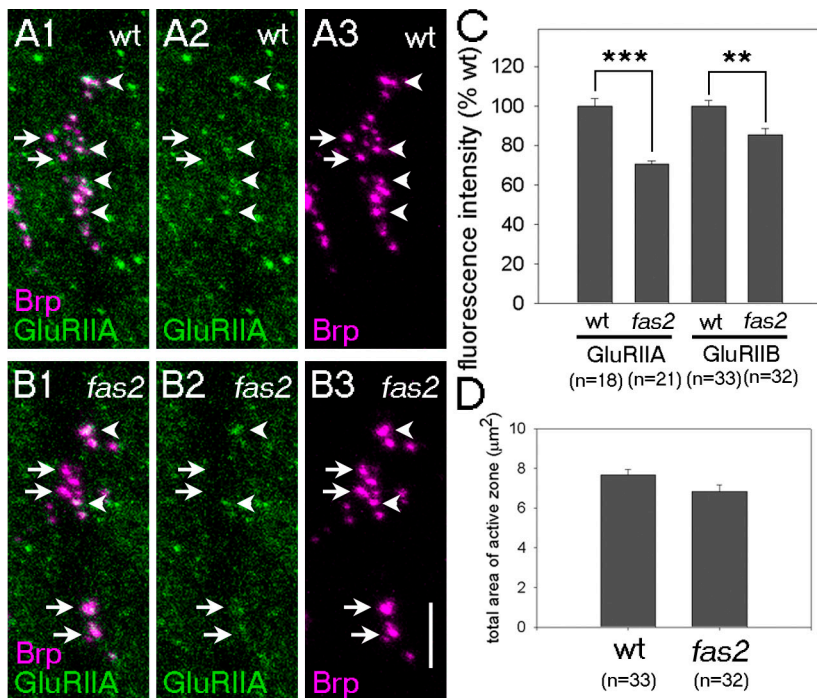 A1 wt
A2 wt
A3 wt
Brp
GluRIIA
GluRIIA
Brp
B1 fas2
B2 fas2
B3 fas2
Brp
GluRIIA
GluRIIA
Brp
C
fluorescence intensity (% wt)
120
100
80
60
40
20
0
*** **
wt fas2 wt fas2
GluRIIA GluRIIB
(n=18) (n=21) (n=33) (n=32)
D
total area of active zone (μm²)
10
8
6
4
2
0
wt fas2
(n=33) (n=32)